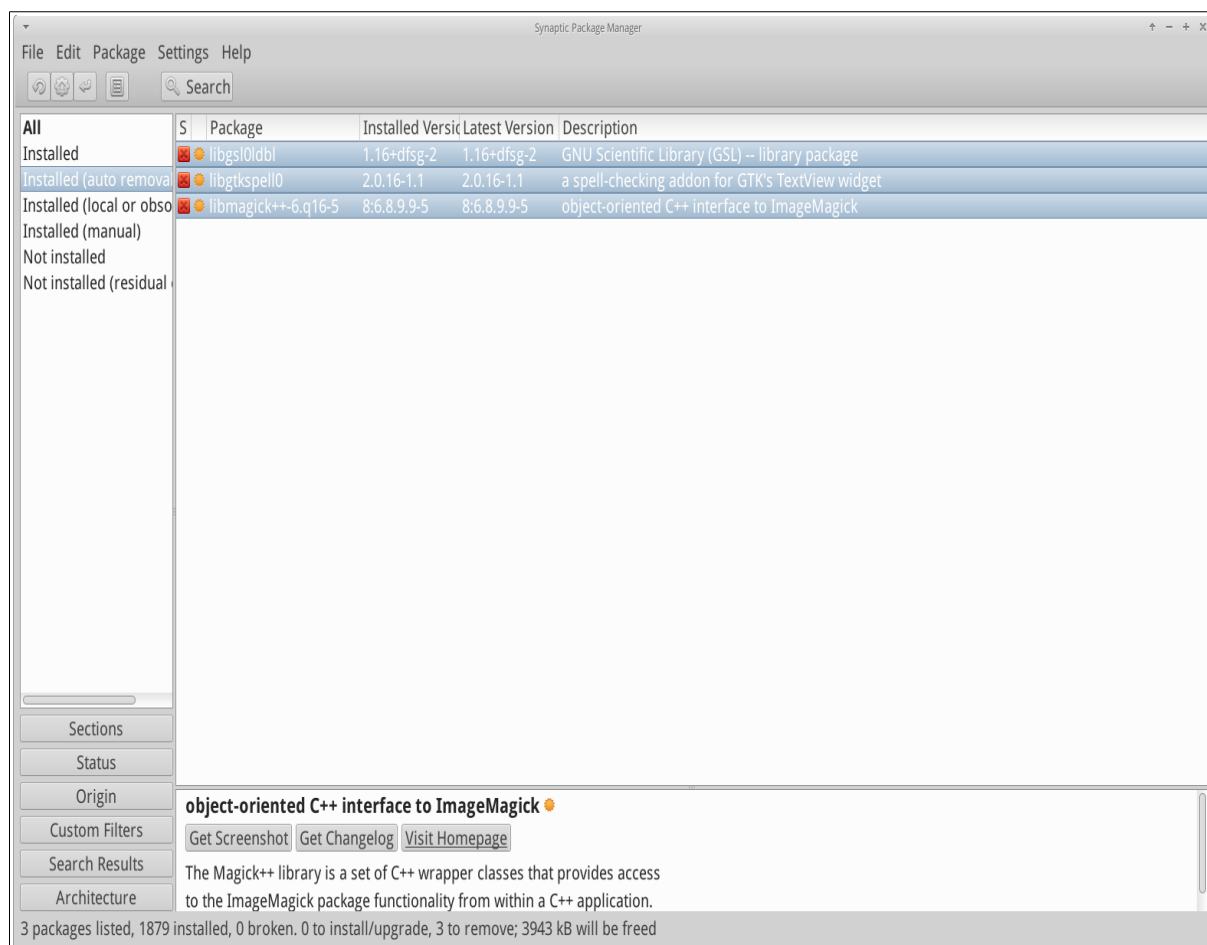 Synaptic Package Manager
File Edit Package Settings Help
Search
All
Installed
Installed (auto remova
Installed (local or obso
Installed (manual)
Not installed
Not installed (residual
S Package Installed Versic Latest Version Description
libgsl0ldbl 1.16+dfsg-2 1.16+dfsg-2 GNU Scientific Library (GSL) -- library package
libgtkspell0 2.0.16-1.1 2.0.16-1.1 a spell-checking addon for GTK's TextView widget
libmagick++-6.q16-5 8:6.8.9.9-5 8:6.8.9.9-5 object-oriented C++ interface to ImageMagick
Sections
Status
Origin
Custom Filters
Search Results
Architecture
object-oriented C++ interface to ImageMagick
Get Screenshot Get Changelog Visit Homepage
The Magick++ library is a set of C++ wrapper classes that provides access
to the ImageMagick package functionality from within a C++ application.
3 packages listed, 1879 installed, 0 broken. 0 to install/upgrade, 3 to remove; 3943 kB will be freed